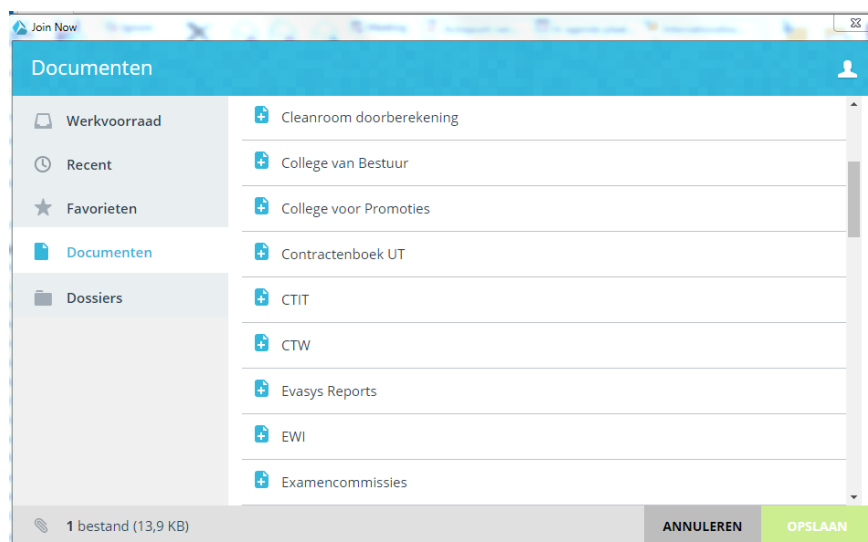 Join Now
Documenten
Werkvoorraad
Recent
Favorieten
Documenten
Dossiers
Cleanroom doorberekening
College van Bestuur
College voor Promoties
Contractenboek UT
CTIT
CTW
Evasys Reports
EWI
Examencommissies
1 bestand (13,9 KB)
ANNULEREN
OPSLAAN